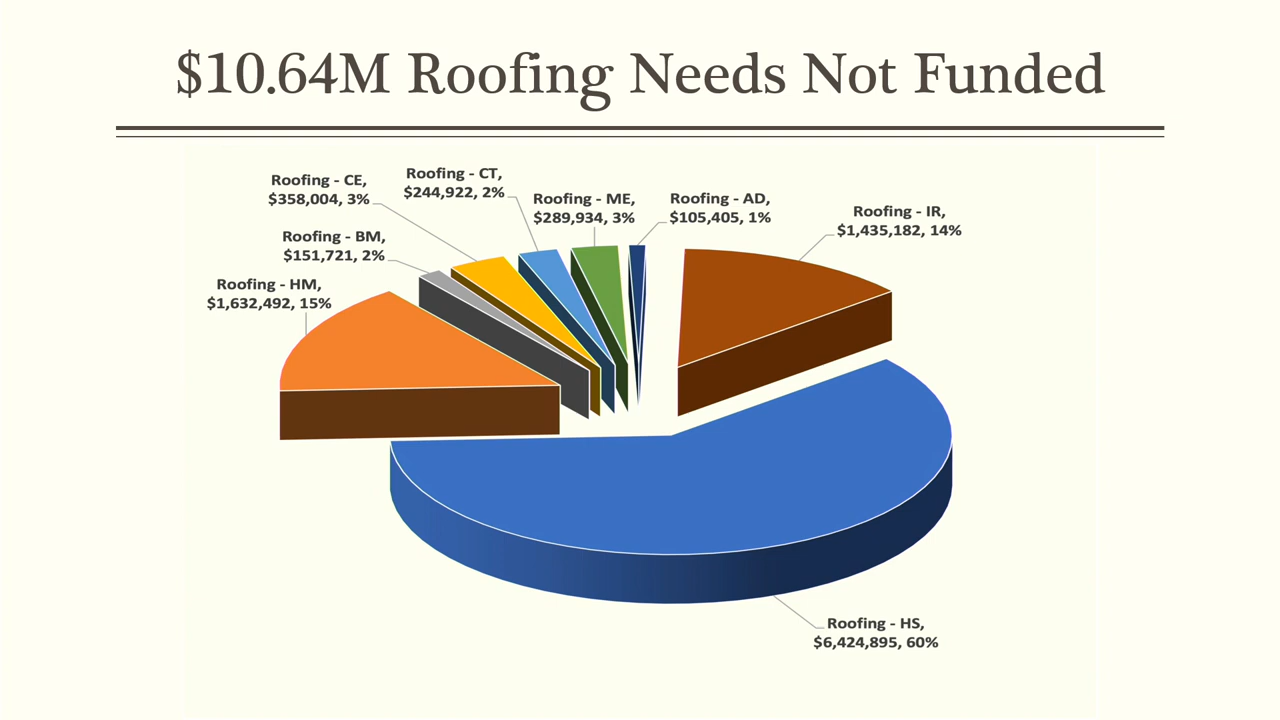 $10.64M Roofing Needs Not Funded
Roofing - CE,
$358,004, 3%
Roofing - CT,
$244,922, 2%
Roofing - ME,
$289,934, 3%
Roofing - AD,
$105,405, 1%
Roofing - IR,
$1,435,182, 14%
Roofing - BM,
$151,721, 2%
Roofing - HM,
$1,632,492, 15%
Roofing - HS,
$6,424,895, 60%